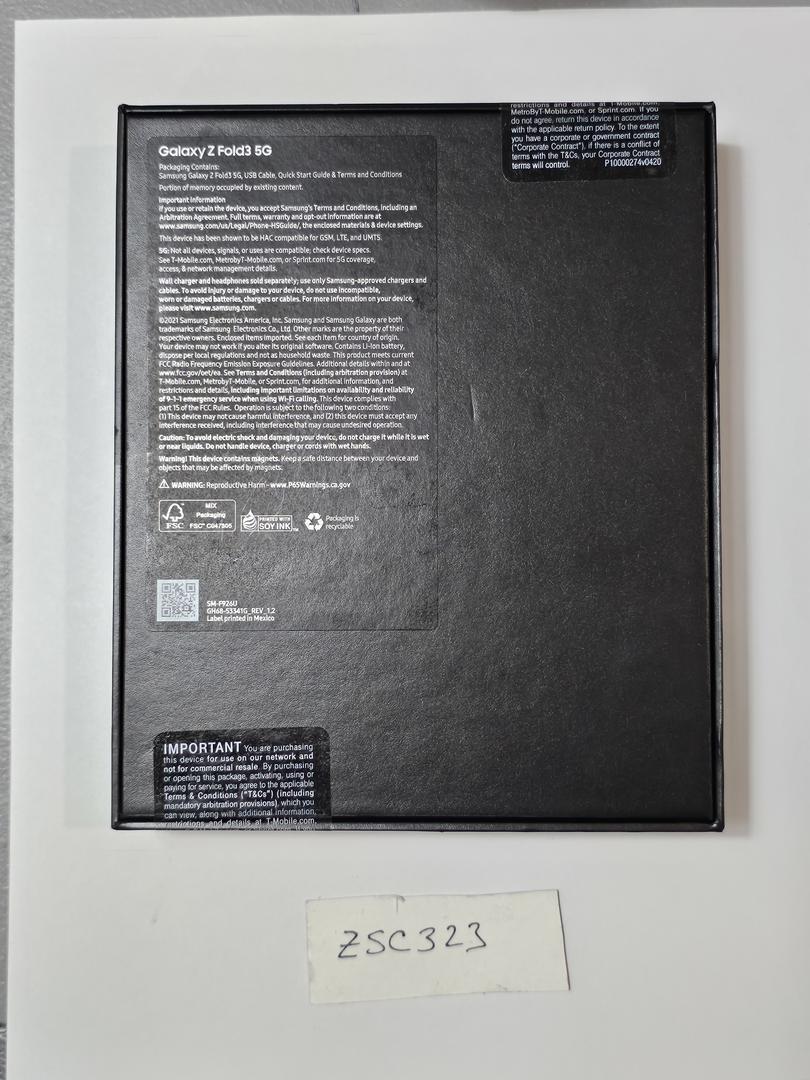 restrictions and details at T-Mobile.com,
MetroByT-Mobile.com, or Sprint.com. If you
do not agree, return this device in accordance
with the applicable return policy. To the extent
you have a corporate or government contract
("Corporate Contract"), if there is a conflict of
terms with the T&Cs, your Corporate Contract
terms will control. P10000274v0420
Galaxy Z Fold3 5G
Packaging Contains:
Samsung Galaxy Z Fold3 5G, USB Cable, Quick Start Guide & Terms and Conditions
Portion of memory occupied by existing content.
Important Information
If you use or retain the device, you accept Samsung's Terms and Conditions, including an
Arbitration Agreement. Full terms, warranty and opt-out information are at
www.samsung.com/us/Legal/Phone-HSGuide/, the enclosed materials & device settings.
This device has been shown to be HAC compatible for GSM, LTE, and UMTS.
5G: Not all devices, signals, or uses are compatible; check device specs.
See T-Mobile.com, MetrobyT-Mobile.com, or Sprint.com for 5G coverage,
access, & network management details.
Wall charger and headphones sold separately; use only Samsung-approved chargers and
cables. To avoid injury or damage to your device, do not use incompatible,
worn or damaged batteries, chargers or cables. For more information on your device,
please visit www.samsung.com.
©2021 Samsung Electronics America, Inc. Samsung and Samsung Galaxy are both
trademarks of Samsung Electronics Co., Ltd. Other marks are the property of their
respective owners. Enclosed items imported. See each item for country of origin.
Your device may not work if you alter its original software. Contains Li-Ion battery,
dispose per local regulations and not as household waste. This product meets current
FCC Radio Frequency Emission Exposure Guidelines. Additional details within and at
www.fcc.gov/oet/ea. See Terms and Conditions (including arbitration provision) at
T-Mobile.com, MetrobyT-Mobile, or Sprint.com, for additional information, and
restrictions and details, including important limitations on availability and reliability
of 9-1-1 emergency service when using Wi-Fi calling. This device complies with
part 15 of the FCC Rules. Operation is subject to the following two conditions:
(1) This device may not cause harmful interference, and (2) this device must accept any
interference received, including interference that may cause undesired operation.
Caution: To avoid electric shock and damaging your device, do not charge it while it is wet
or near liquids. Do not handle device, charger or cords with wet hands.
Warning! This device contains magnets. Keep a safe distance between your device and
objects that may be affected by magnets.
WARNING: Reproductive Harm - www.P65Warnings.ca.gov
FSC
MIX
Packaging
FSC™ C047305
PRINTED WITH
SOY INK™
Packaging is
recyclable
SM-F926U
GH68-53341G_REV_1.2
Label printed in Mexico
IMPORTANT You are purchasing
this device for use on our network and
not for commercial resale. By purchasing
or opening this package, activating, using or
paying for service, you agree to the applicable
Terms & Conditions ("T&Cs") (including
mandatory arbitration provisions), which you
can view, along with additional information,
restrictions and details at T-Mobile.com,
ZSC323